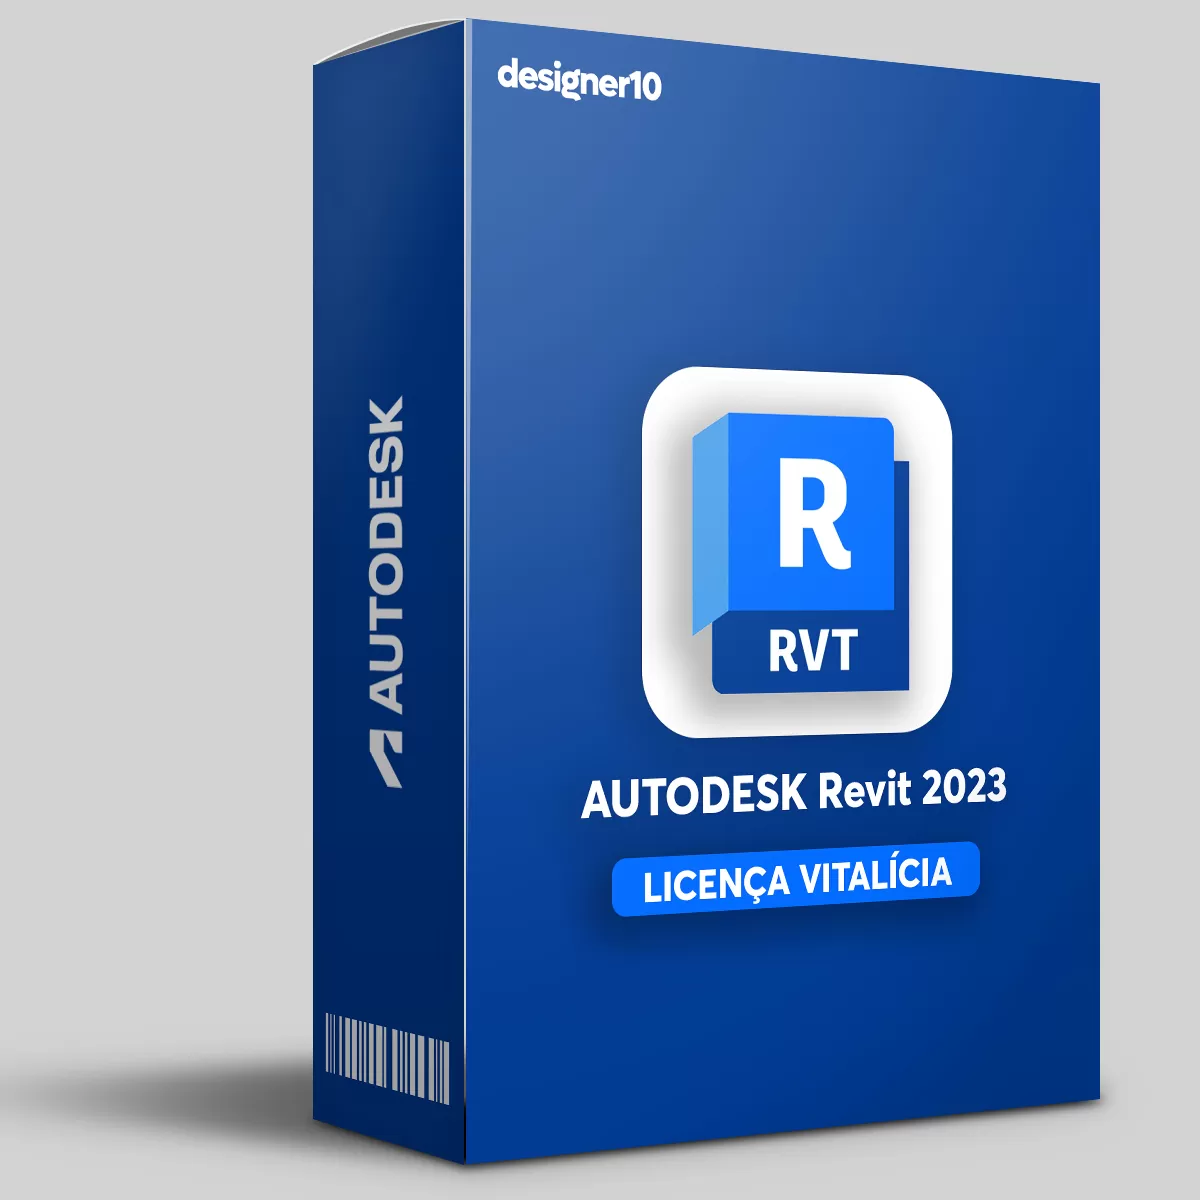 designer10
AUTODESK
R
RVT
AUTODESK Revit 2023
LICENÇA VITALÍCIA